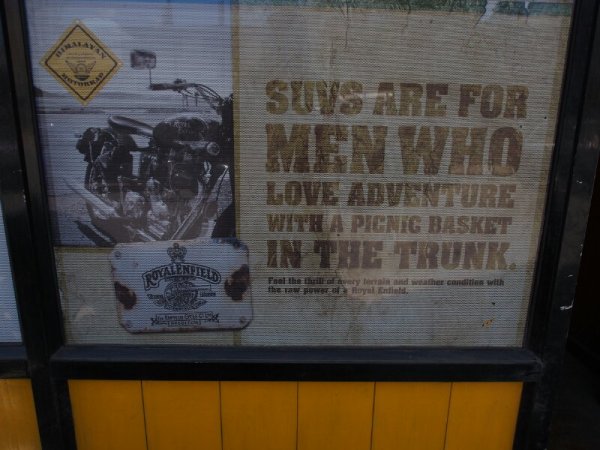 HIMALAYAN
MOTORRAD
SUVS ARE FOR
MEN WHO
LOVE ADVENTURE
WITH A PICNIC BASKET
IN THE TRUNK.
Feel the thrill of every terrain and weather condition with
the raw power of a Royal Enfield.
ROYAL ENFIELD